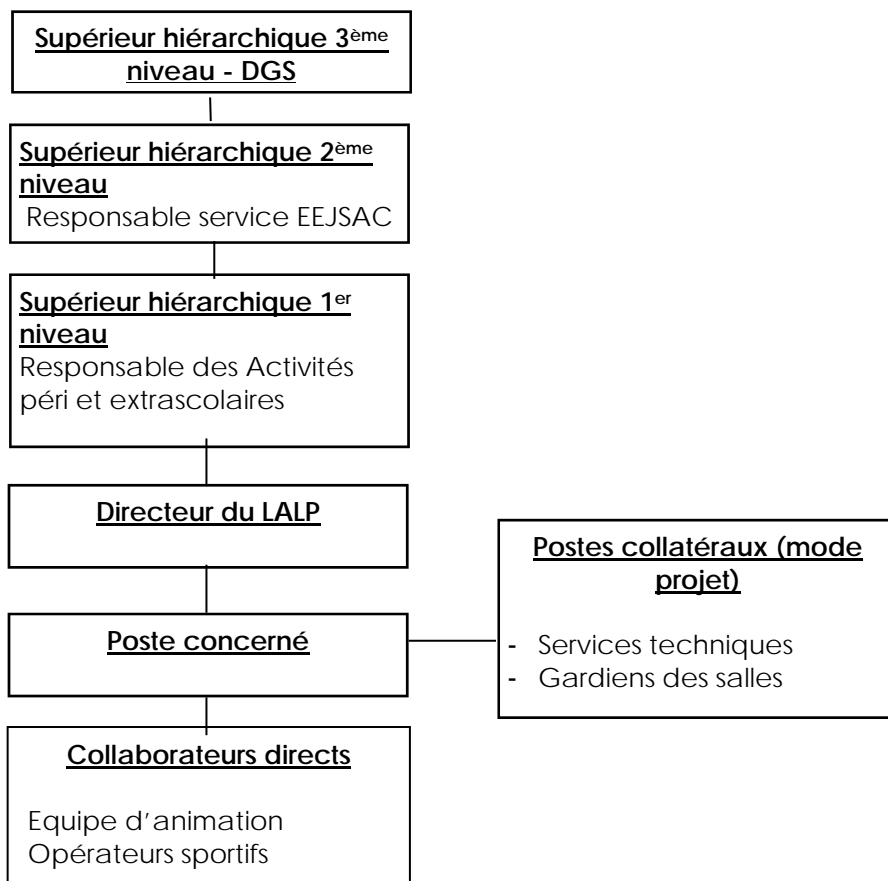 Supérieur hiérarchique 3ème
niveau - DGS
Supérieur hiérarchique 2ème
niveau
Responsable service EEJSAC
Supérieur hiérarchique 1er
niveau
Responsable des Activités
péri et extrascolaires
Directeur du LALP
Poste concerné
Postes collatéraux (mode
projet)
- Services techniques
- Gardiens des salles
Collaborateurs directs
Equipe d’animation
Opérateurs sportifs